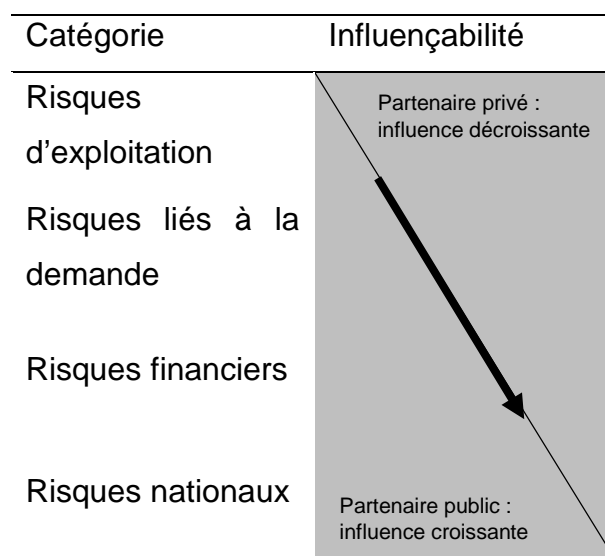 Catégorie Influençabilité
Risques
d’exploitation
Partenaire privé :
influence décroissante
Risques liés à la
demande
Risques financiers
Risques nationaux
Partenaire public :
influence croissante